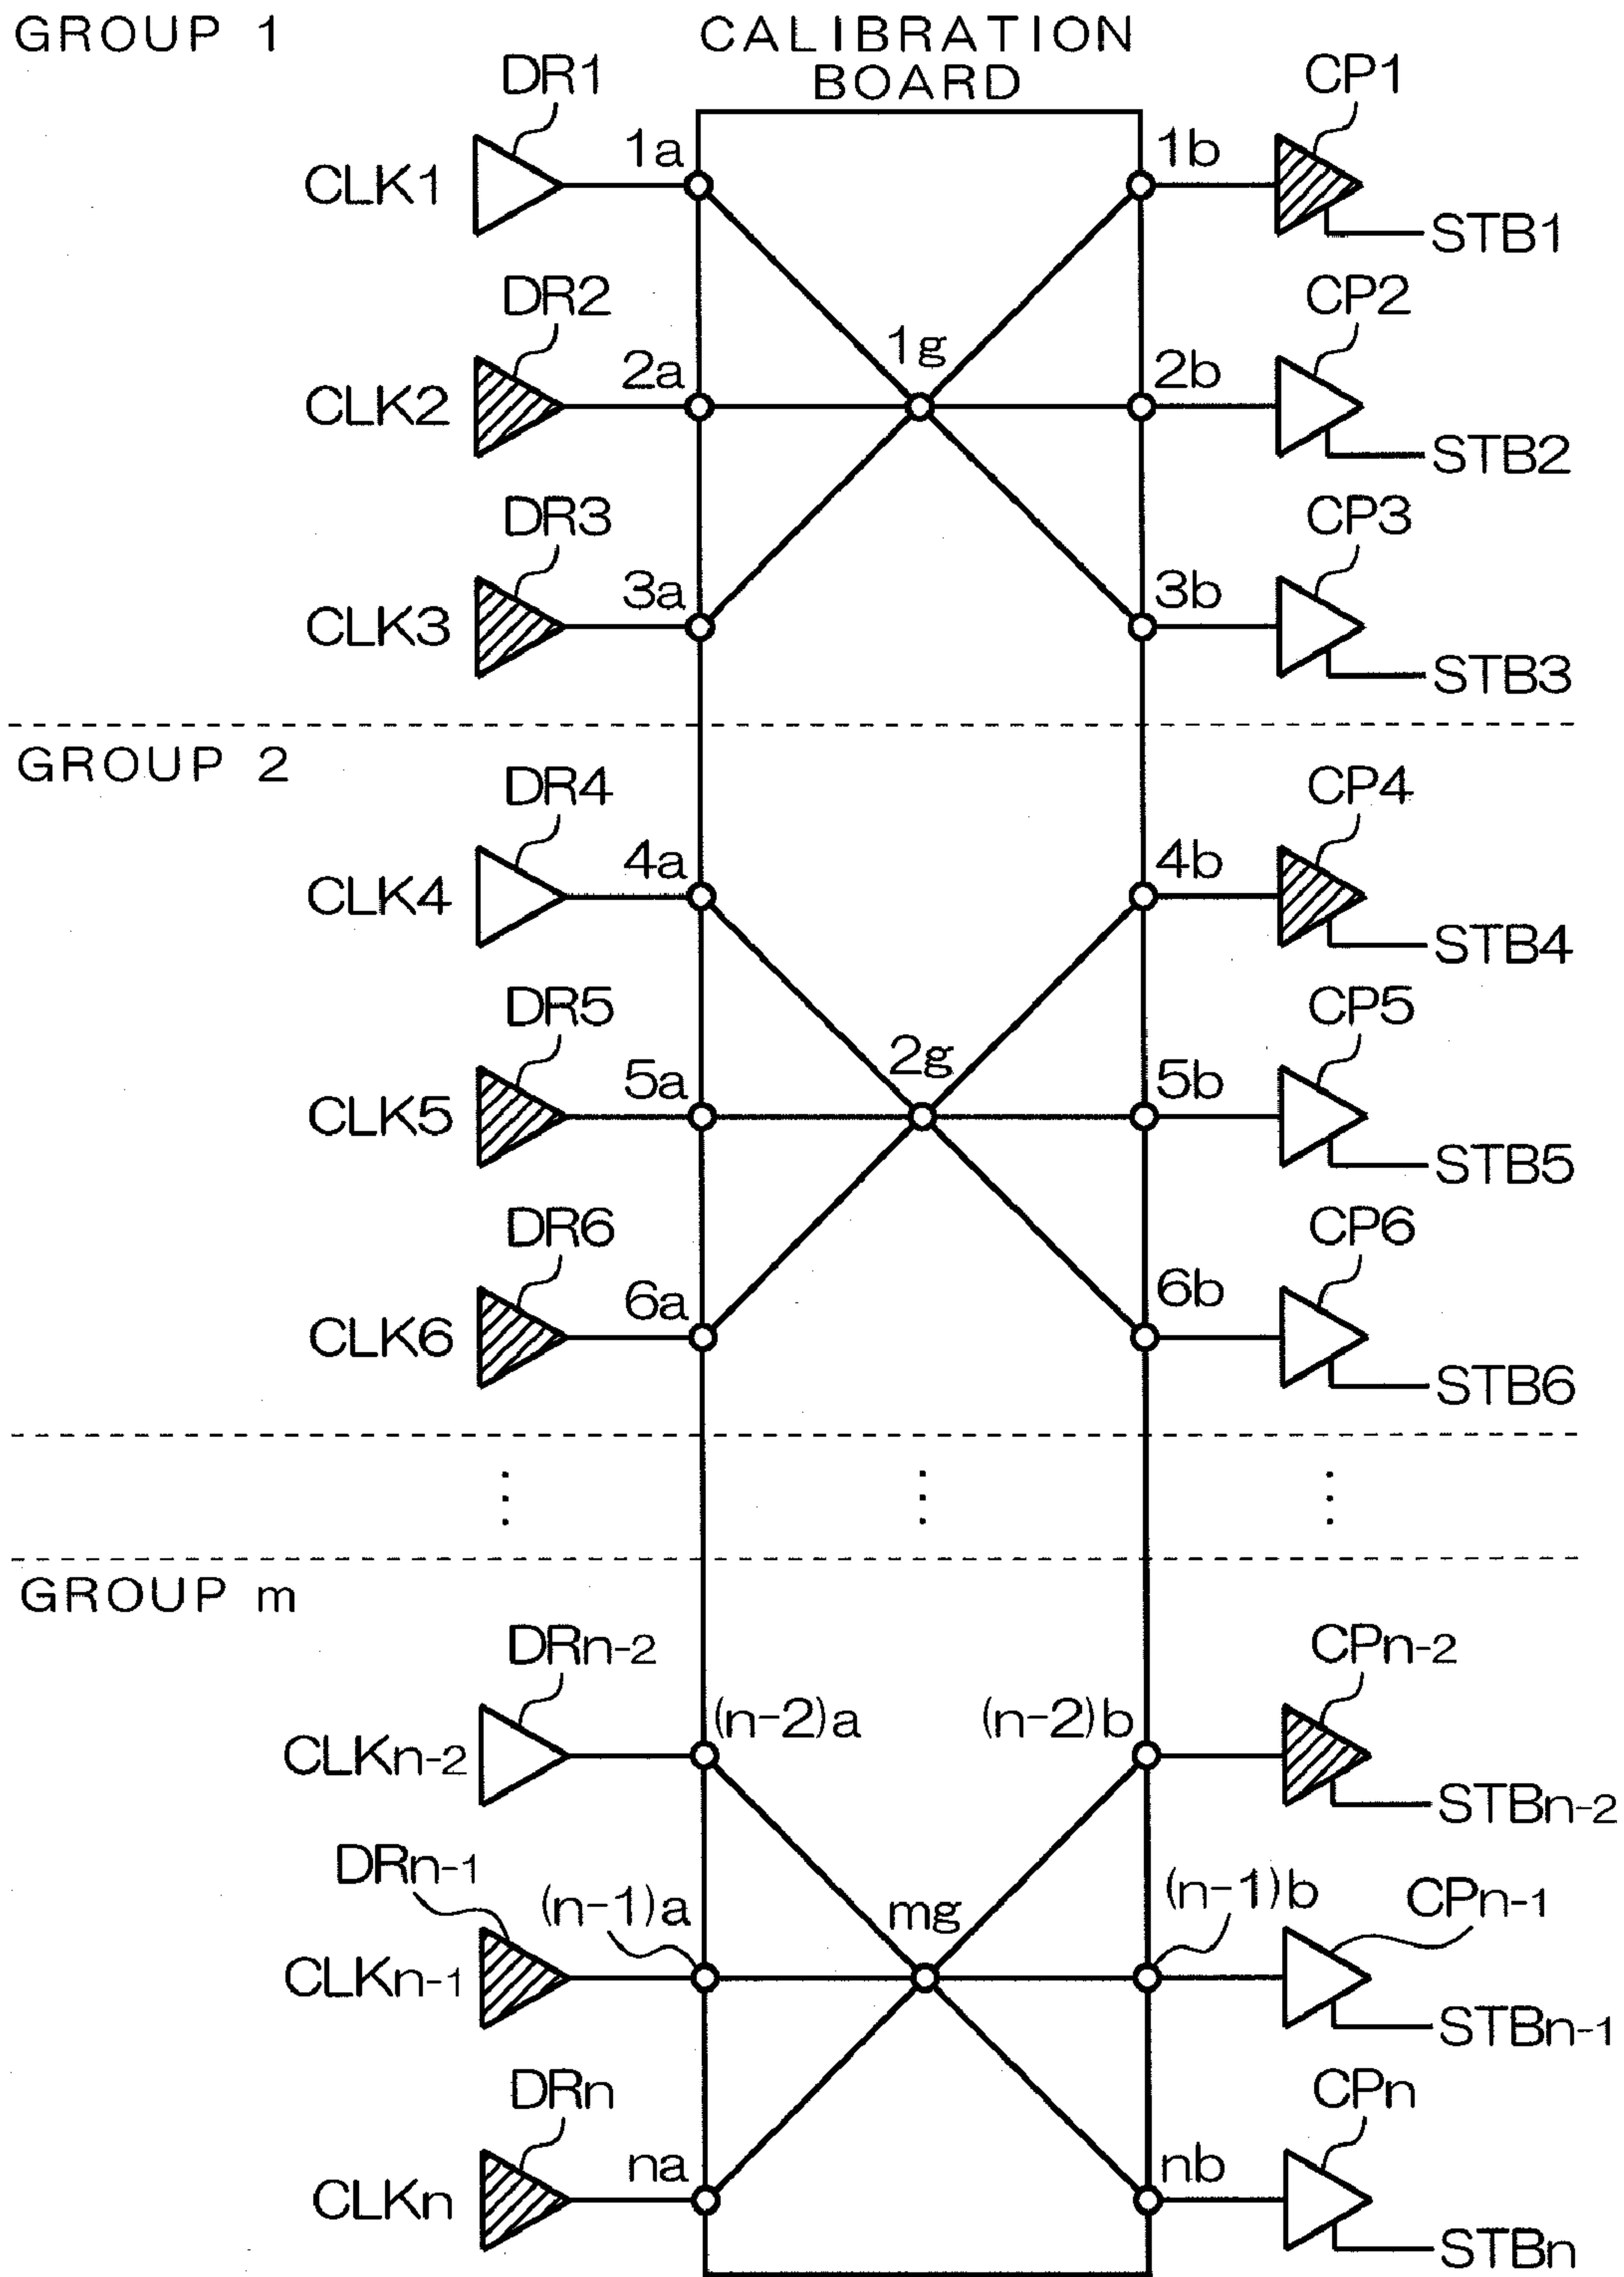 GROUP 1
CALIBRATION
BOARD
DR1
CP1
1a
1b
CLK1
STB1
DR2
CP2
1g
2a
2b
CLK2
STB2
DR3
CP3
3a
3b
CLK3
STB3
GROUP 2
DR4
CP4
4a
4b
CLK4
STB4
DR5
CP5
2g
5a
5b
CLK5
STB5
DR6
CP6
6a
6b
CLK6
STB6
GROUP m
DRn-2
CPn-2
(n-2)a
(n-2)b
CLKn-2
STBn-2
DRn-1
(n-1)a
mg
(n-1)b
CPn-1
CLKn-1
STBn-1
DRn
CPn
na
nb
CLKn
STBn